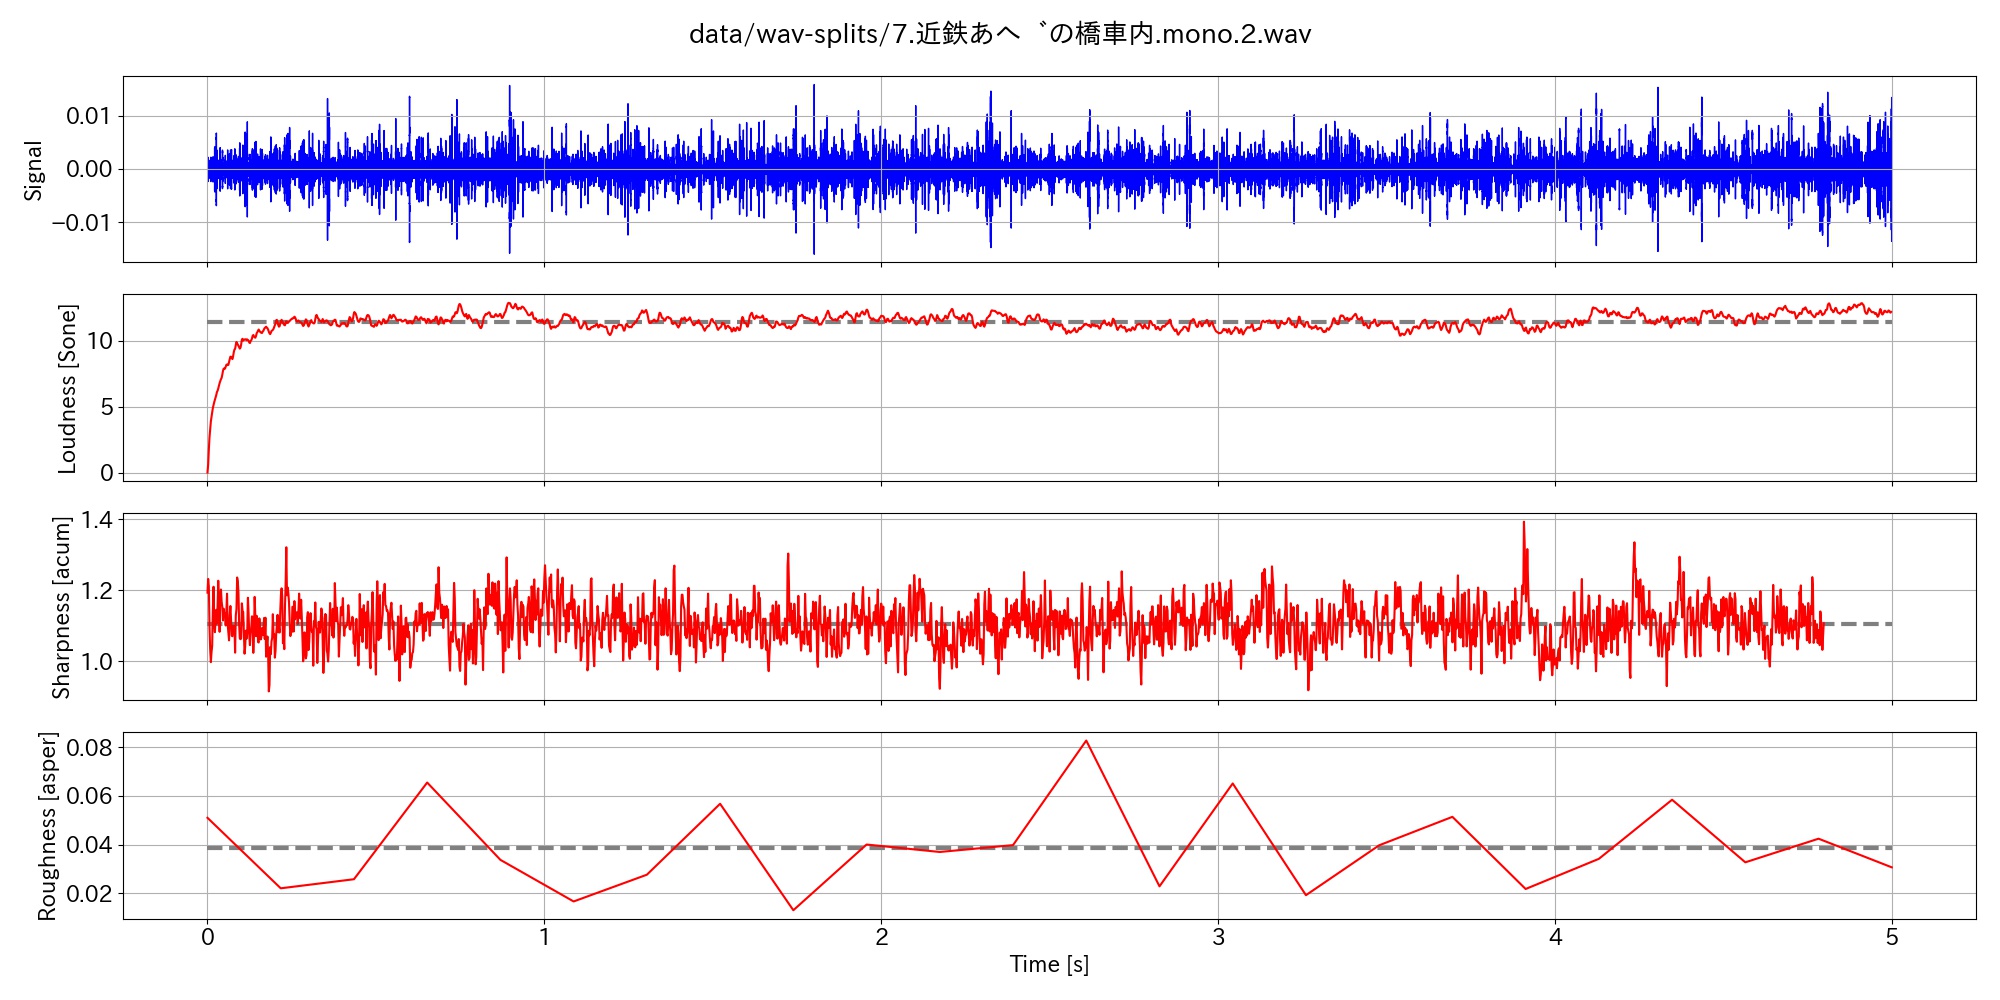 data/wav-splits/7.近鉄あべの橋車内.mono.2.wav
Signal
0.01
0.00
−0.01
Loudness [Sone]
10
5
0
Sharpness [acum]
1.4
1.2
1.0
Roughness [asper]
0.08
0.06
0.04
0.02
0 1 2 3 4 5
Time [s]